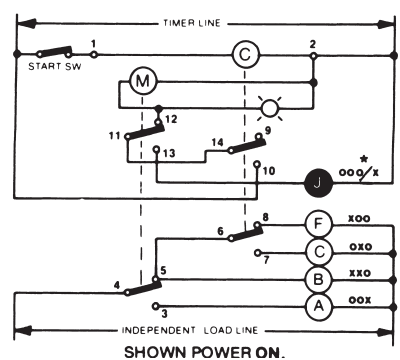 TIMER LINE
1 C 2
START SW
M
12
11 9
14
13
10 J OOO/X *
8 F XOO
6
7 C OXO
5
4 B XXO
3 A OOX
INDEPENDENT LOAD LINE
SHOWN POWER ON.